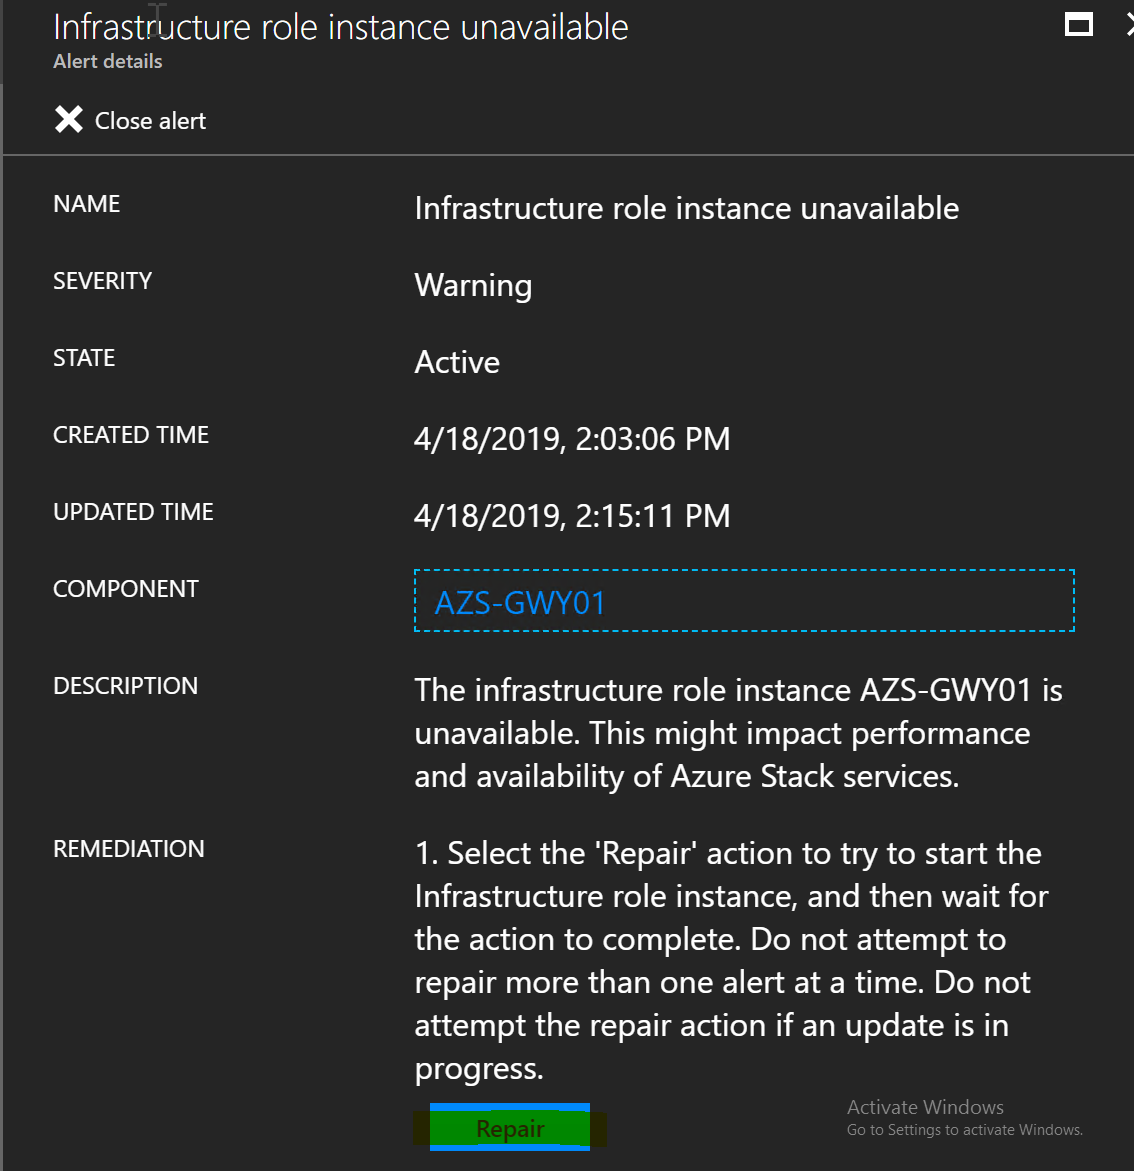 Infrastructure role instance unavailable
Alert details
Close alert
NAME
Infrastructure role instance unavailable
SEVERITY
Warning
STATE
Active
CREATED TIME
4/18/2019, 2:03:06 PM
UPDATED TIME
4/18/2019, 2:15:11 PM
COMPONENT
AZS-GWY01
DESCRIPTION
The infrastructure role instance AZS-GWY01 is
unavailable. This might impact performance
and availability of Azure Stack services.
REMEDIATION
1. Select the 'Repair' action to try to start the
Infrastructure role instance, and then wait for
the action to complete. Do not attempt to
repair more than one alert at a time. Do not
attempt the repair action if an update is in
progress.
Repair
Activate Windows
Go to Settings to activate Windows.